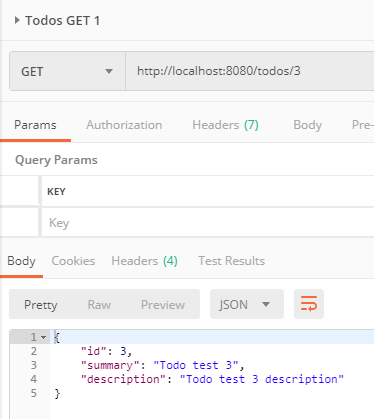 Todos GET 1
GET http://localhost:8080/todos/3
Params Authorization Headers (7) Body Pre-
Query Params
KEY
Key
Body Cookies Headers (4) Test Results
Pretty Raw Preview JSON
1 {
2 "id": 3,
3 "summary": "Todo test 3",
4 "description": "Todo test 3 description"
5 }